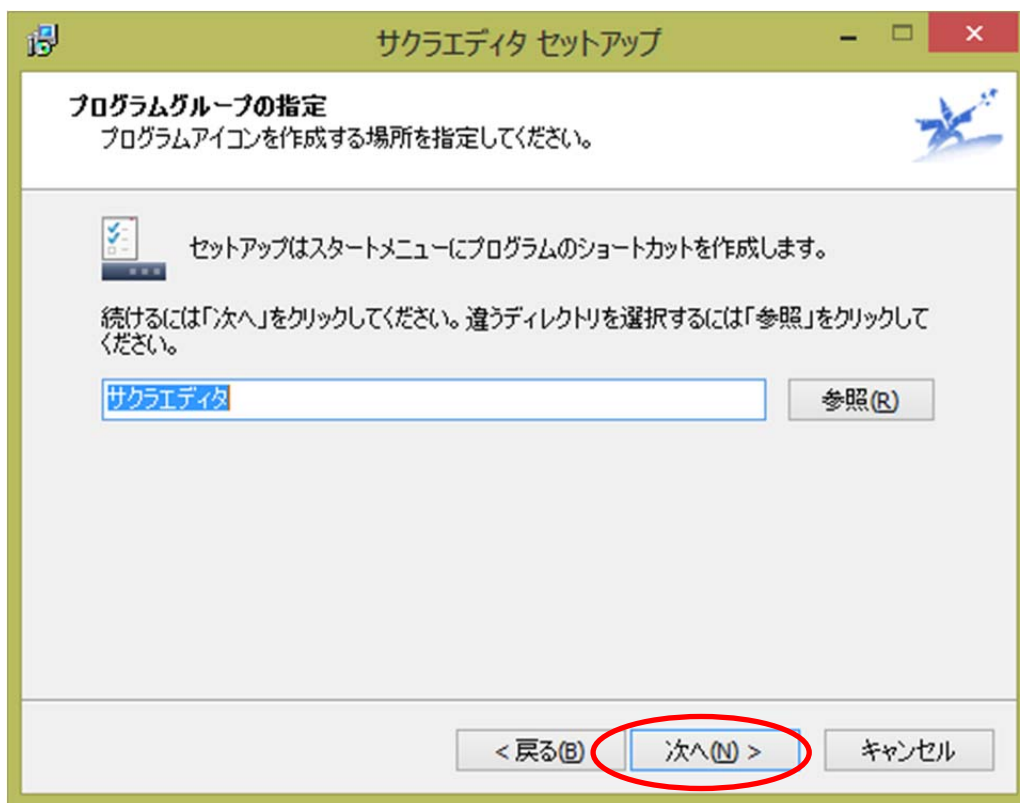 サクラエディタ セットアップ
プログラムグループの指定
プログラムアイコンを作成する場所を指定してください。
セットアップはスタートメニューにプログラムのショートカットを作成します。
続けるには「次へ」をクリックしてください。違うディレクトリを選択するには「参照」をクリックして
ください。
サクラエディタ
参照(R)
< 戻る(B)
次へ(N) >
キャンセル